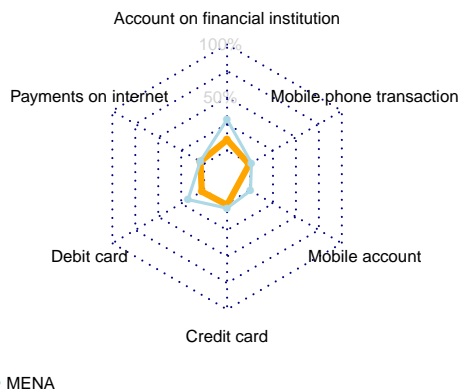 Account on financial institution
100%
Payments on internet
50%
Mobile phone transaction
Debit card
Mobile account
Credit card
MENA